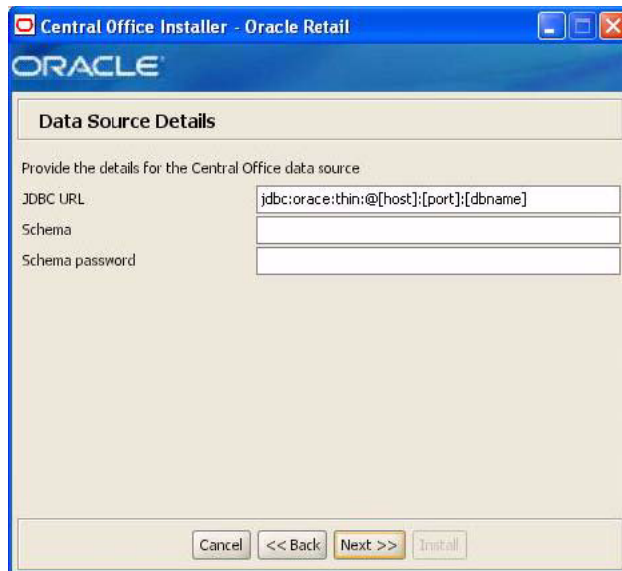 Central Office Installer - Oracle Retail
ORACLE
Data Source Details
Provide the details for the Central Office data source
JDBC URL jdbc:orace:thin:@[host]:[port]:[dbname]
Schema
Schema password
Cancel << Back Next >> Install